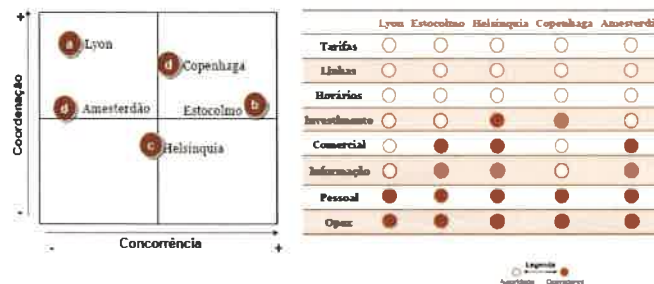 +
a Lyon
d Copenhaga
d Amesterdão
Estocolmo b
c Helsínquia
Coordenação
-
- Concorrência +
Lyon Estocolmo Helsínquia Copenhaga Amesterdão
Tarifas
Linhas
Horários
Investimento
Comercial
Informação
Pessoal
Opex
Legenda
Autoridade Operadores